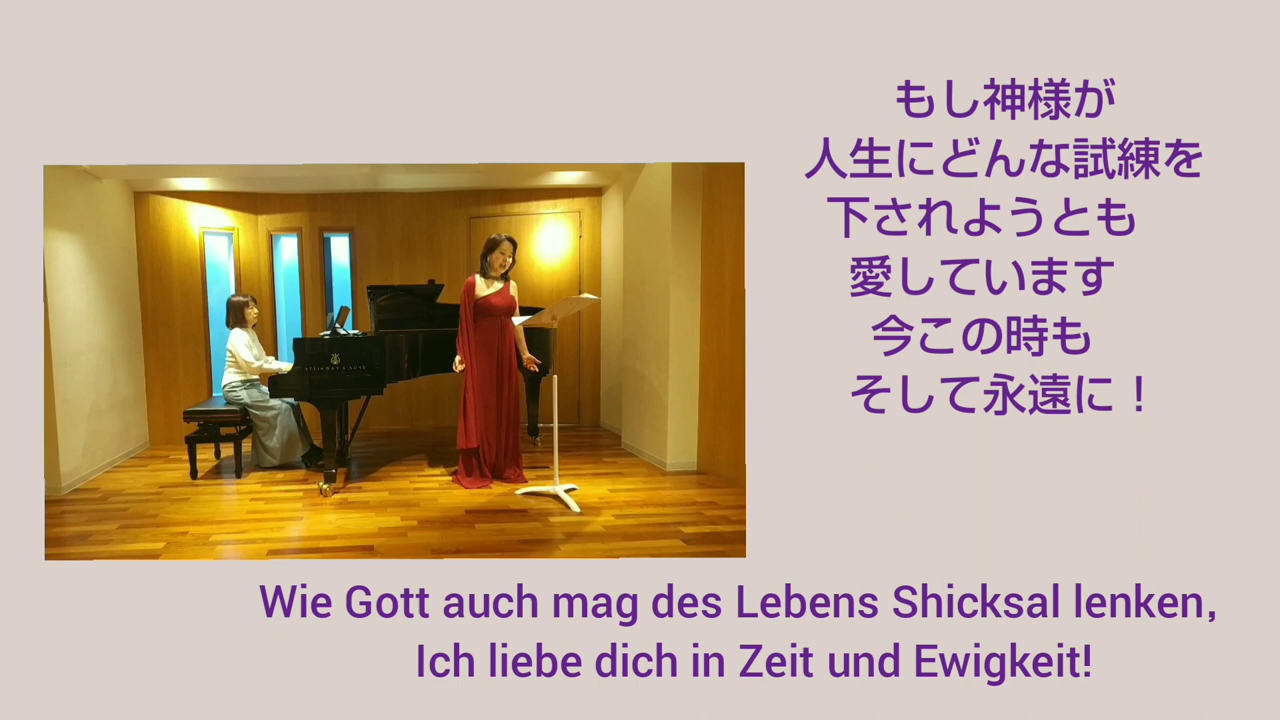 もし神様が
人生にどんな試練を
下されようとも
愛しています
今この時も
そして永遠に！
STEINWAY & SONS
Wie Gott auch mag des Lebens Shicksal lenken,
Ich liebe dich in Zeit und Ewigkeit!